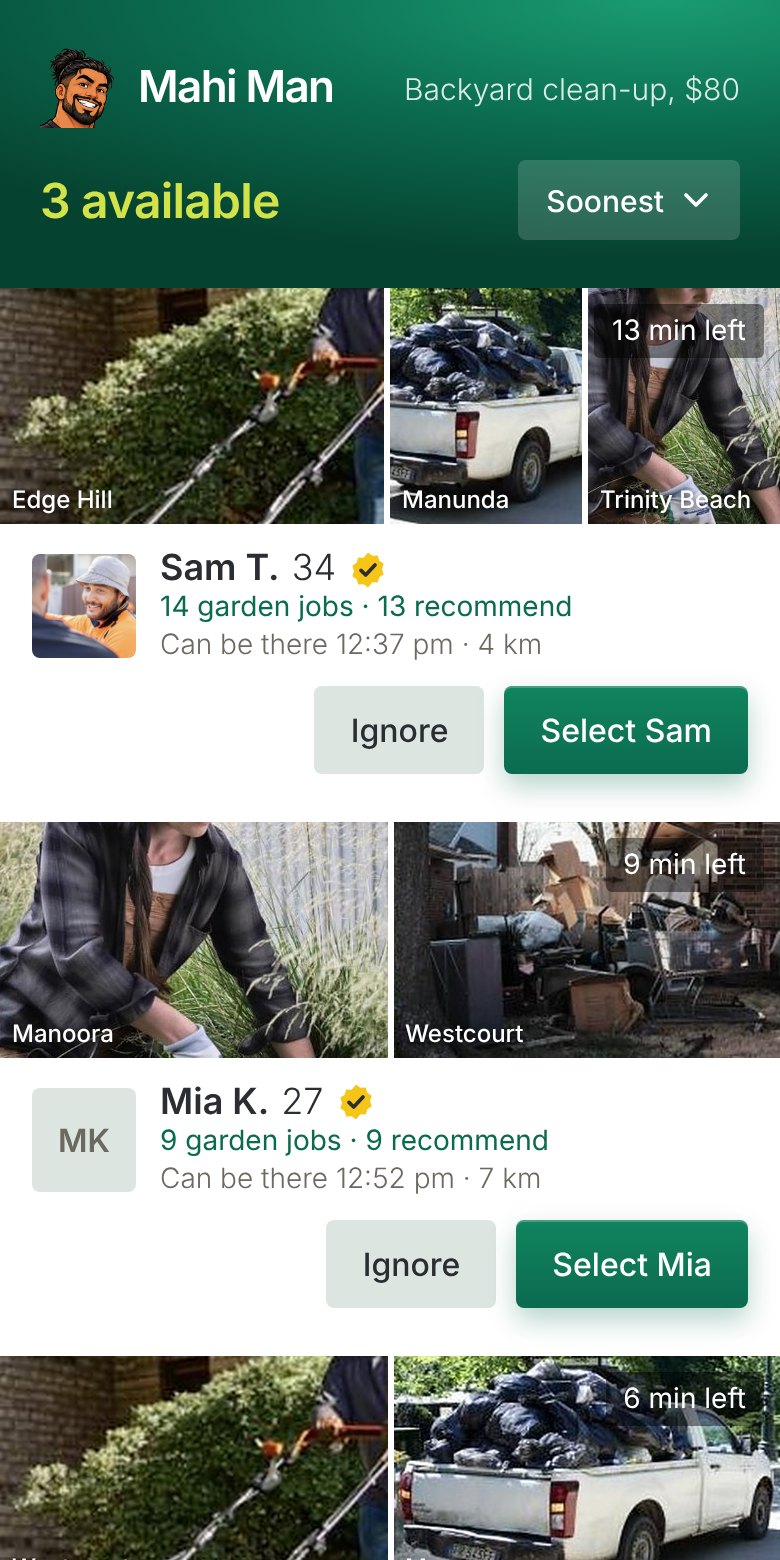 Mahi Man
Backyard clean-up, $80
3 available
Soonest
13 min left
Edge Hill
Manunda
Trinity Beach
Sam T. 34
14 garden jobs · 13 recommend
Can be there 12:37 pm · 4 km
Ignore
Select Sam
9 min left
Manoora
Westcourt
MK
Mia K. 27
9 garden jobs · 9 recommend
Can be there 12:52 pm · 7 km
Ignore
Select Mia
6 min left